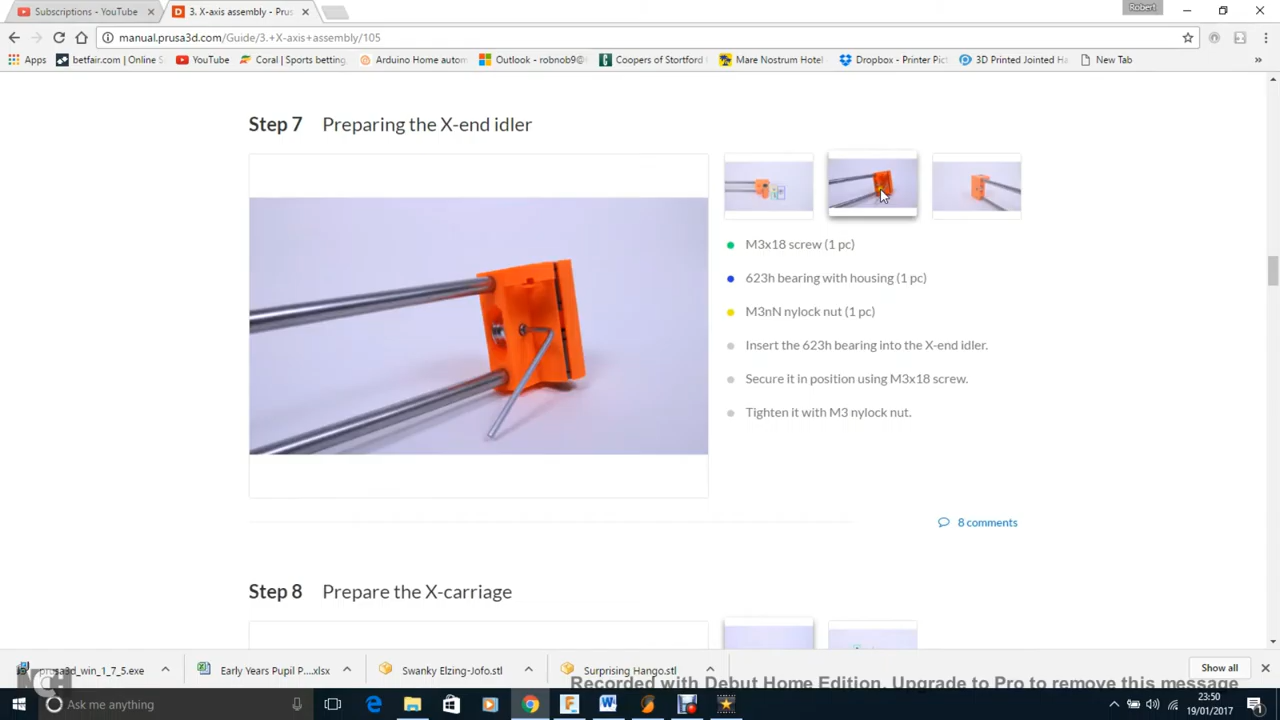 Subscriptions - YouTube
3. X-axis assembly - Prus
Robert
manual.prusa3d.com/Guide/3.+X-axis+assembly/105
Apps
betfair.com | Online S
YouTube
Coral | Sports betting
Arduino Home autom
Outlook - robnob9@
Coopers of Stortford
Mare Nostrum Hotel
Dropbox - Printer Pict
3D Printed Jointed Ha
New Tab
Step 7 Preparing the X-end idler
M3x18 screw (1 pc)
623h bearing with housing (1 pc)
M3nN nylock nut (1 pc)
Insert the 623h bearing into the X-end idler.
Secure it in position using M3x18 screw.
Tighten it with M3 nylock nut.
8 comments
Step 8 Prepare the X-carriage
prusa3d_win_1_7_5.exe
Early Years Pupil P....xlsx
Swanky Elzing-Jofo.stl
Surprising Hango.stl
Show all
Recorded with Debut Home Edition. Upgrade to Pro to remove this message
Ask me anything
23:50
19/01/2017